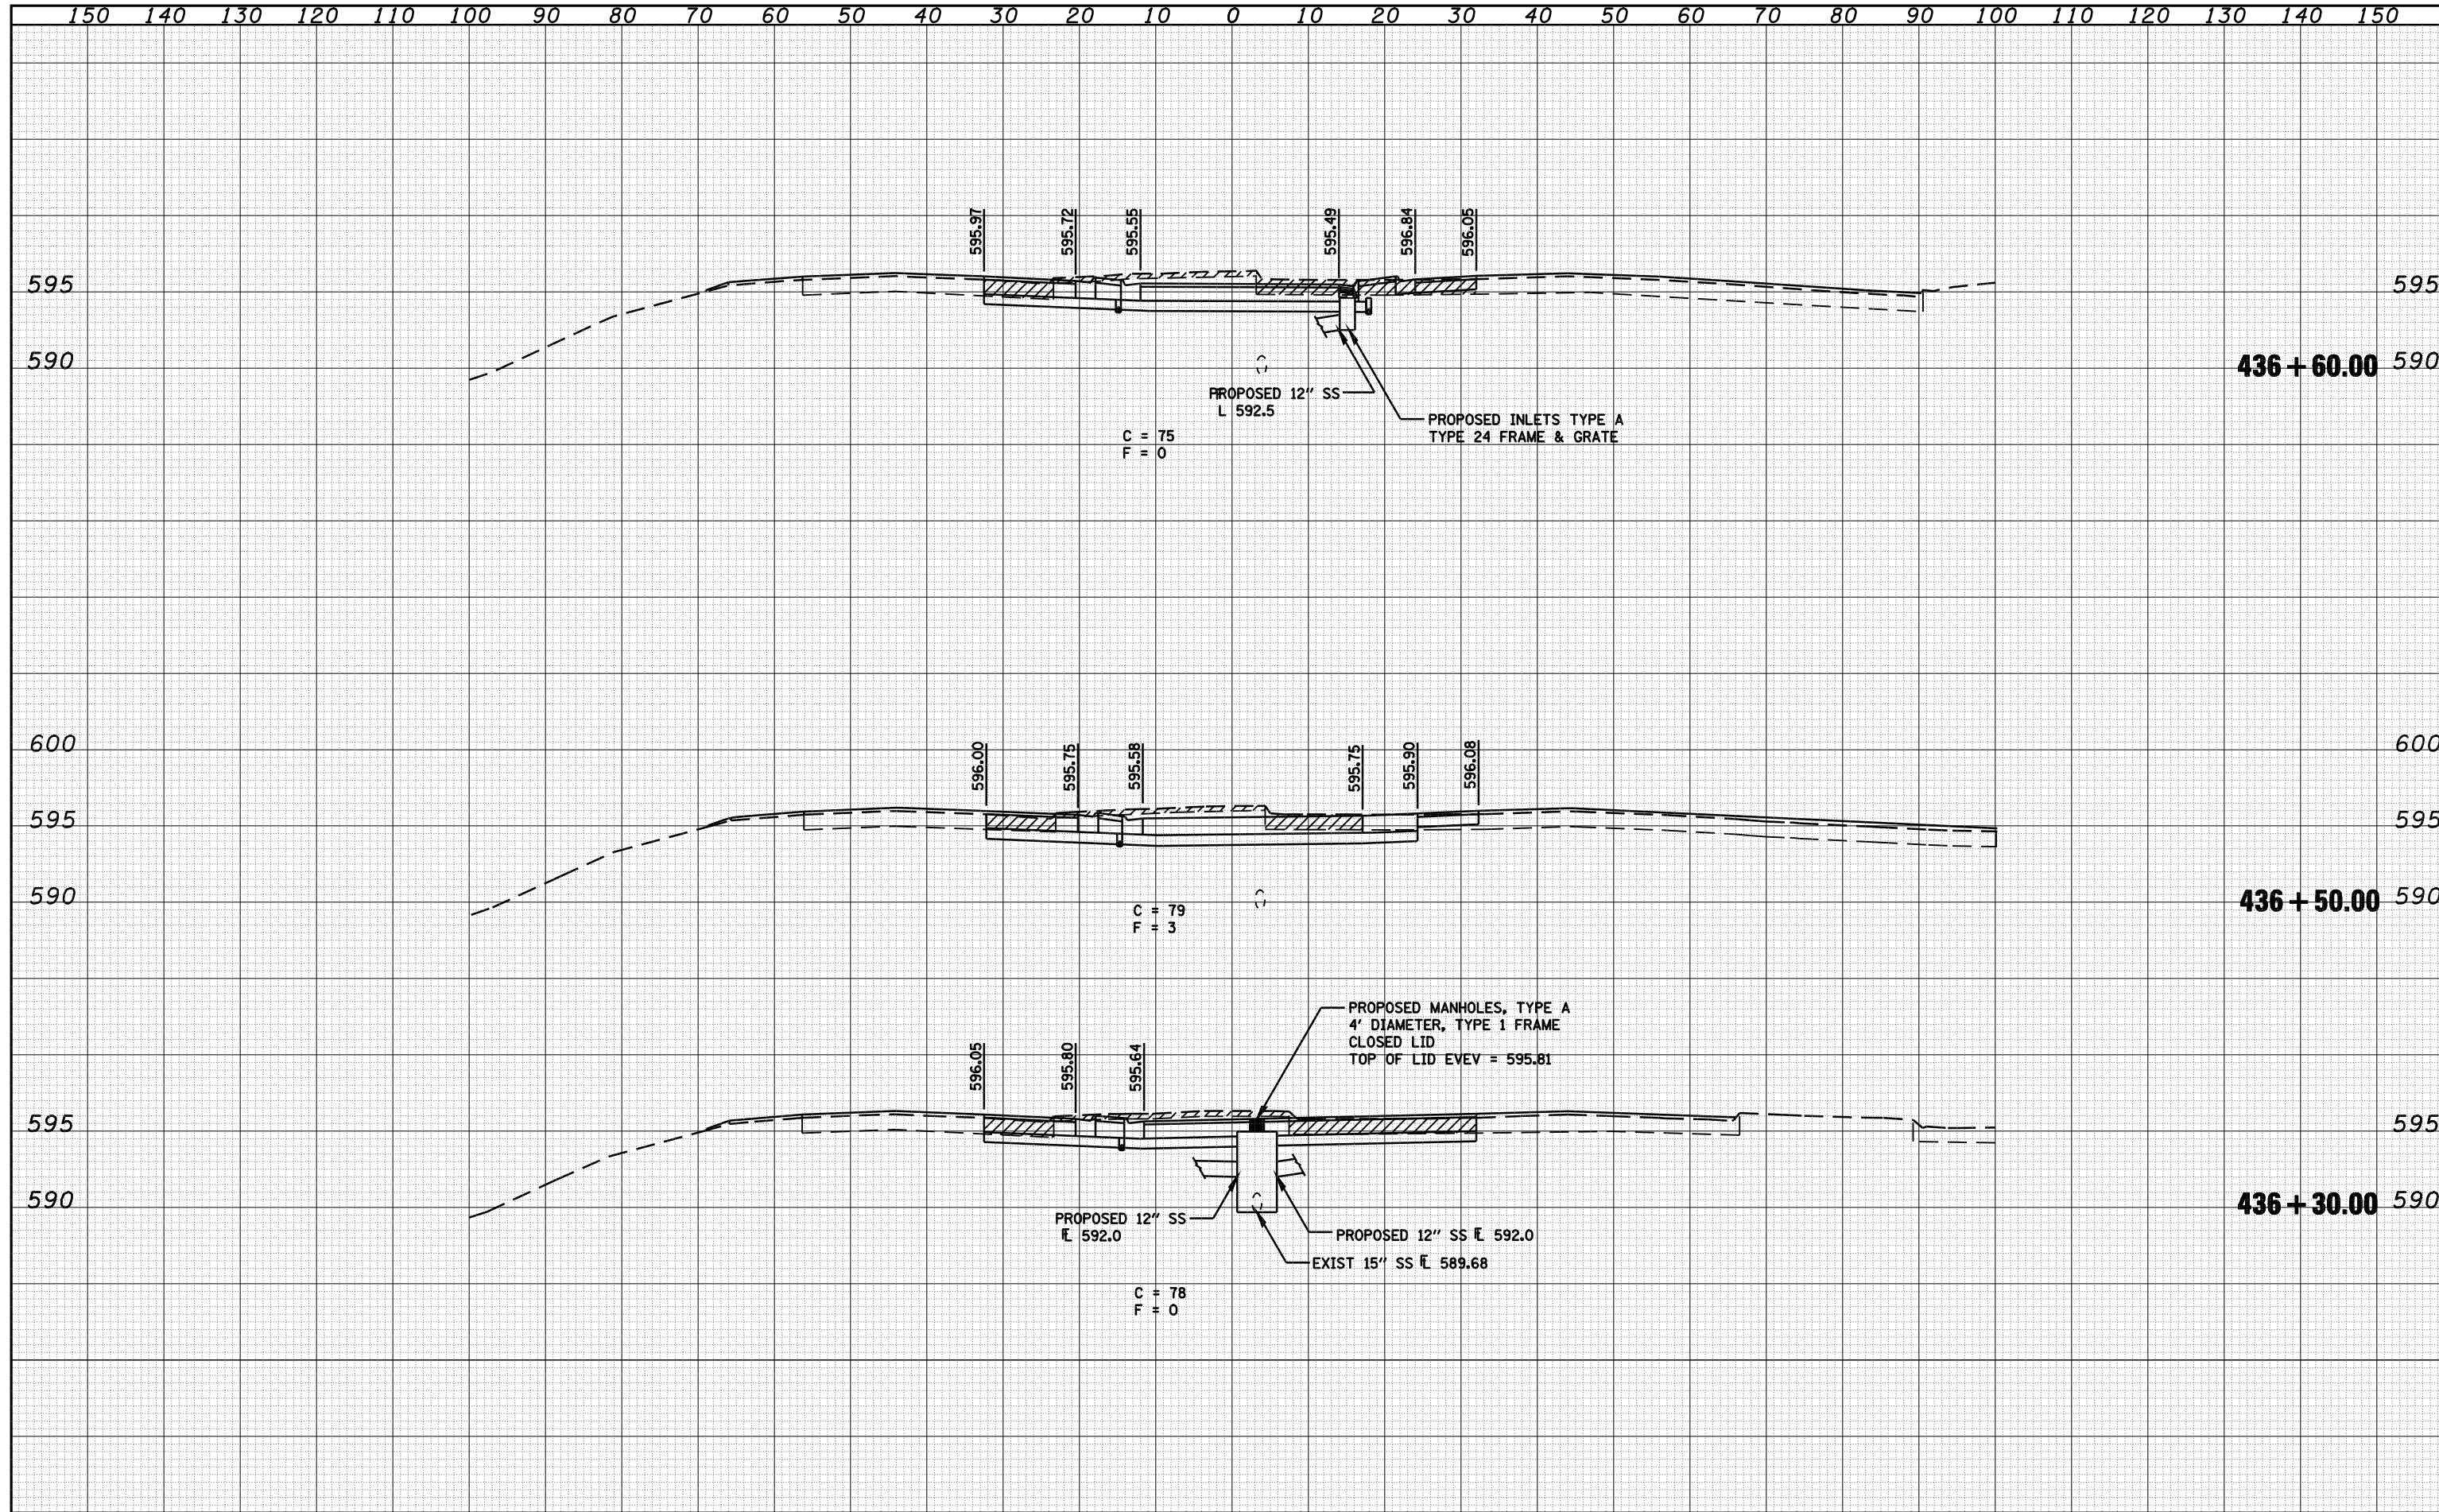 150 140 130 120 110 100 90 80 70 60 50 40 30 20 10 0 10 20 30 40 50 60 70 80 90 100 110 120 130 140 150
595.97 595.72 595.55 595.49 596.84 596.05
595 595
590 436+60.00 590
PROPOSED 12" SS
FL 592.5
PROPOSED INLETS TYPE A
TYPE 24 FRAME & GRATE
C = 75
F = 0
600 600
596.00 595.75 595.58 595.75 595.90 596.08
595 595
590 436+50.00 590
C = 79
F = 3
PROPOSED MANHOLES, TYPE A
4' DIAMETER, TYPE 1 FRAME
CLOSED LID
TOP OF LID EVEV = 595.81
596.05 595.80 595.64
595 595
590 436+30.00 590
PROPOSED 12" SS
FL 592.0
PROPOSED 12" SS FL 592.0
EXIST 15" SS FL 589.68
C = 78
F = 0